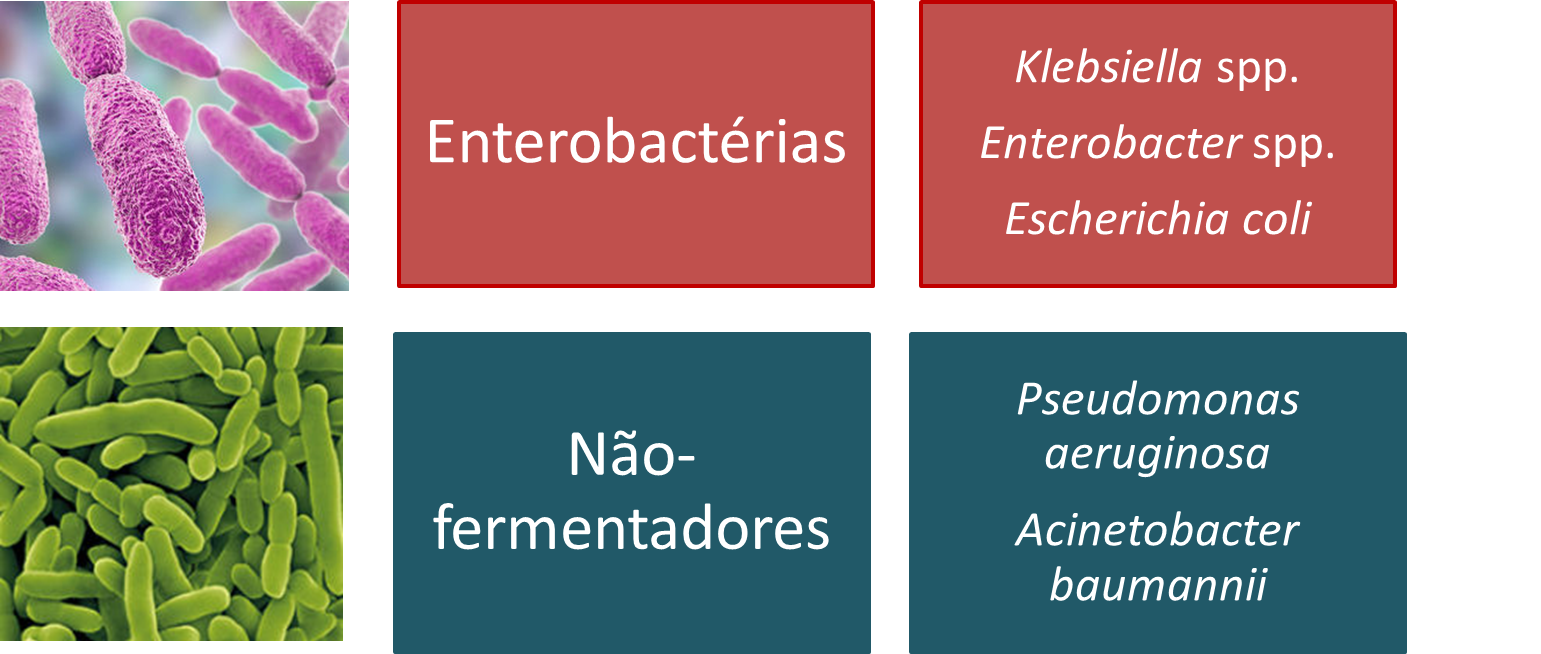 Enterobactérias
Klebsiella spp.
Enterobacter spp.
Escherichia coli
Não-
fermentadores
Pseudomonas
aeruginosa
Acinetobacter
baumannii